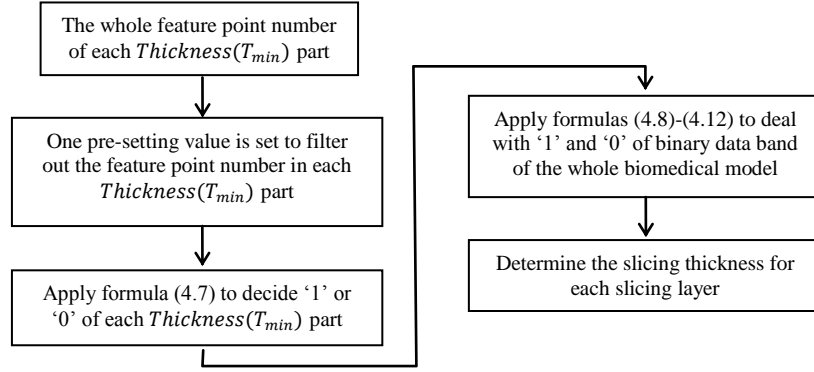 The whole feature point number
of each Thickness(Tmin) part
One pre-setting value is set to filter
out the feature point number in each
Thickness(Tmin) part
Apply formula (4.7) to decide ‘1’ or
‘0’ of each Thickness(Tmin) part
Apply formulas (4.8)-(4.12) to deal
with ‘1’ and ‘0’ of binary data band
of the whole biomedical model
Determine the slicing thickness for
each slicing layer